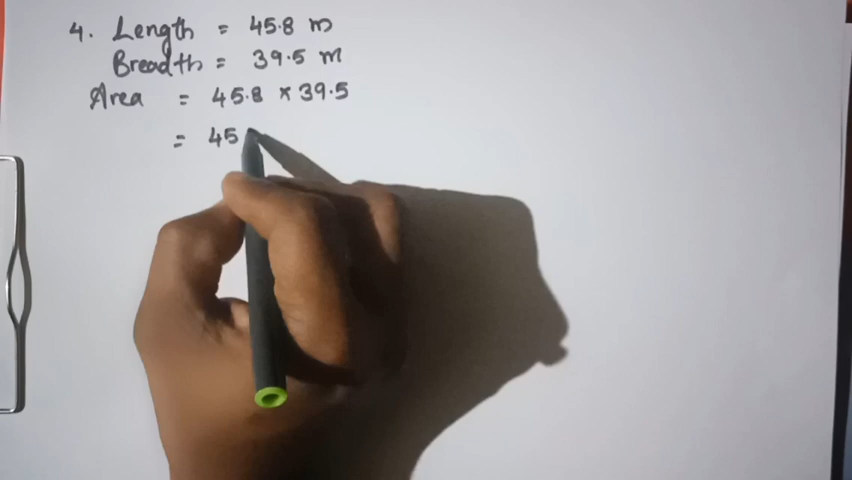 4. Length = 45.8 m
Breadth = 39.5 m
Area = 45.8 × 39.5
= 45